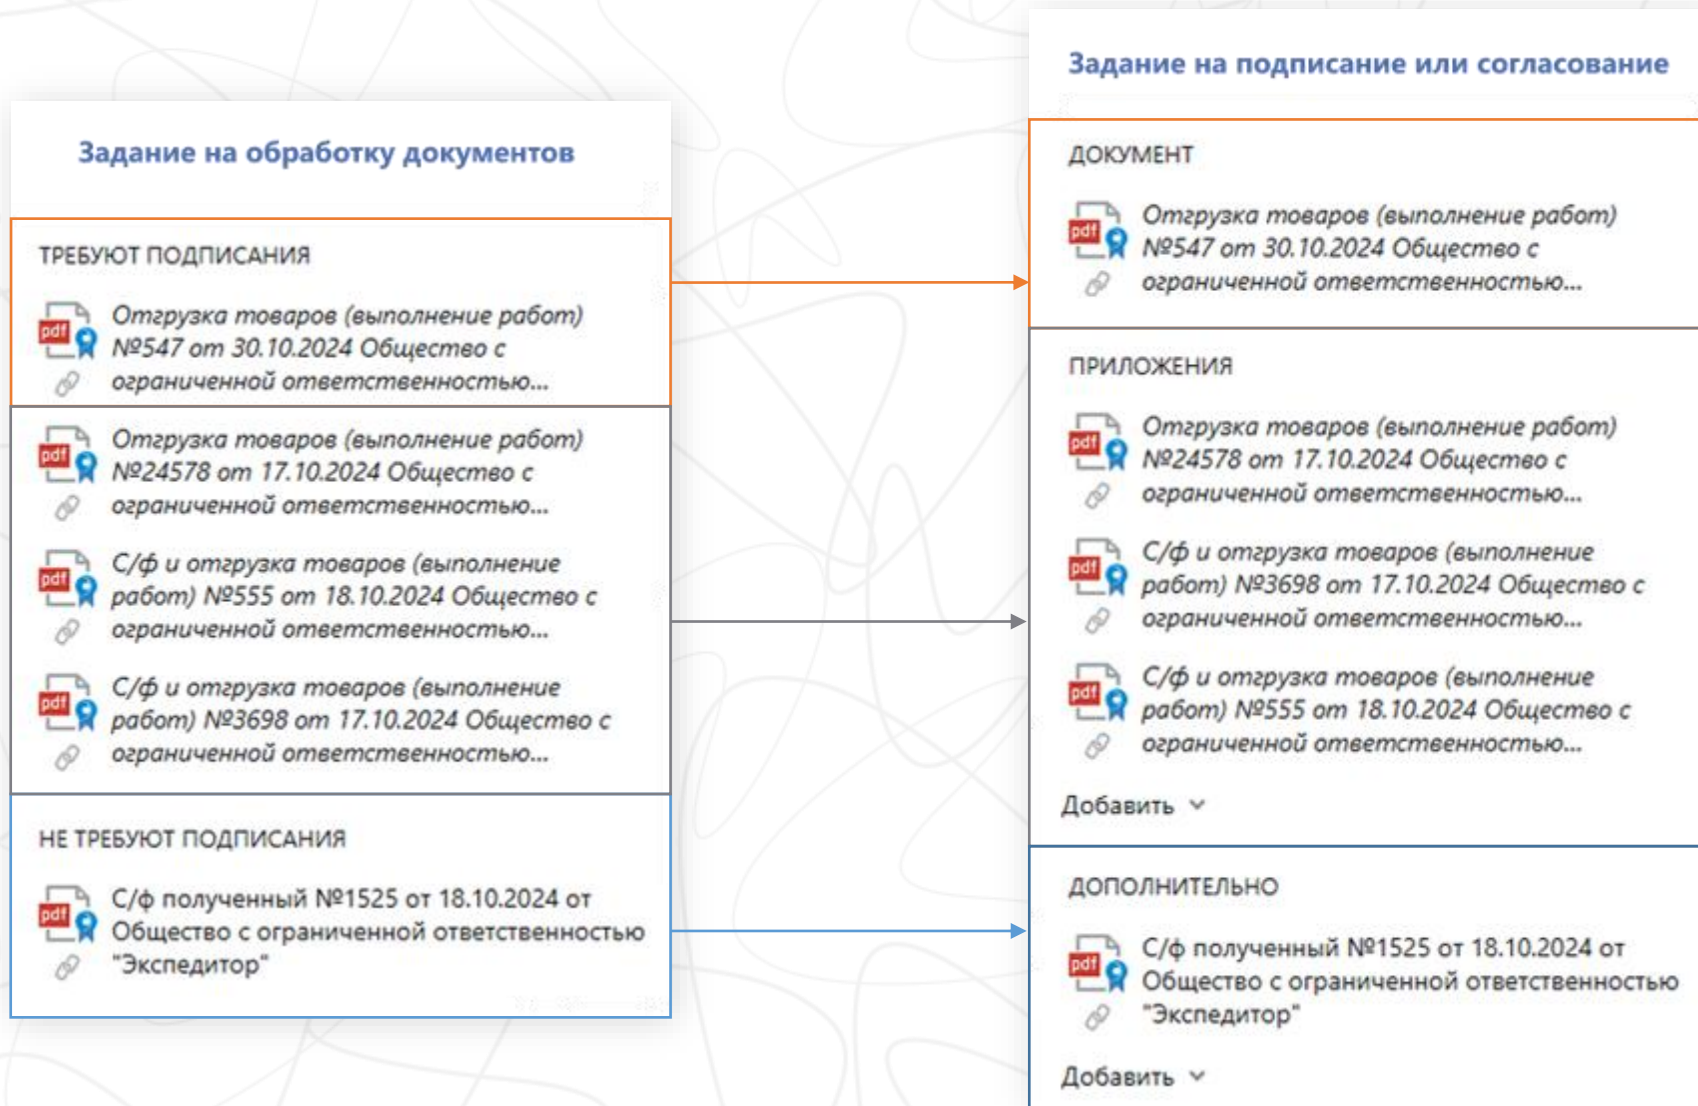 Задание на обработку документов
ТРЕБУЮТ ПОДПИСАНИЯ
pdf
Отгрузка товаров (выполнение работ)
№547 от 30.10.2024 Общество с
ограниченной ответственностью...
pdf
Отгрузка товаров (выполнение работ)
№24578 от 17.10.2024 Общество с
ограниченной ответственностью...
pdf
С/ф и отгрузка товаров (выполнение
работ) №555 от 18.10.2024 Общество с
ограниченной ответственностью...
pdf
С/ф и отгрузка товаров (выполнение
работ) №3698 от 17.10.2024 Общество с
ограниченной ответственностью...
НЕ ТРЕБУЮТ ПОДПИСАНИЯ
pdf
С/ф полученный №1525 от 18.10.2024 от
Общество с ограниченной ответственностью
"Экспедитор"
Задание на подписание или согласование
ДОКУМЕНТ
pdf
Отгрузка товаров (выполнение работ)
№547 от 30.10.2024 Общество с
ограниченной ответственностью...
ПРИЛОЖЕНИЯ
pdf
Отгрузка товаров (выполнение работ)
№24578 от 17.10.2024 Общество с
ограниченной ответственностью...
pdf
С/ф и отгрузка товаров (выполнение
работ) №3698 от 17.10.2024 Общество с
ограниченной ответственностью...
pdf
С/ф и отгрузка товаров (выполнение
работ) №555 от 18.10.2024 Общество с
ограниченной ответственностью...
Добавить
ДОПОЛНИТЕЛЬНО
pdf
С/ф полученный №1525 от 18.10.2024 от
Общество с ограниченной ответственностью
"Экспедитор"
Добавить